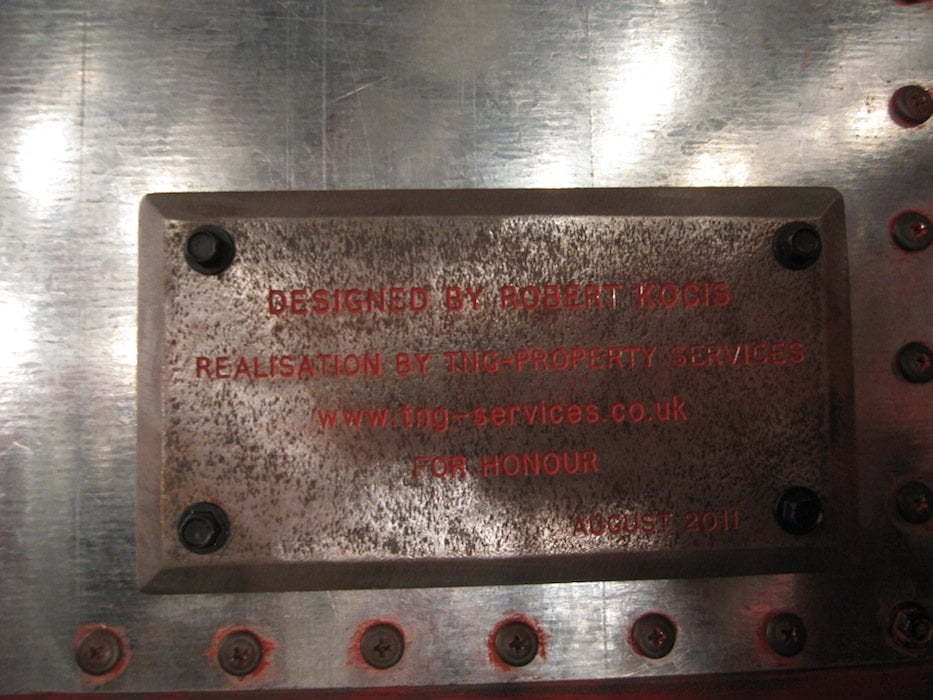 DESIGNED BY ROBERT KOCIS
REALISATION BY TNG-PROPERTY SERVICES
www.tng-services.co.uk
FOR HONOUR
AUGUST 2011